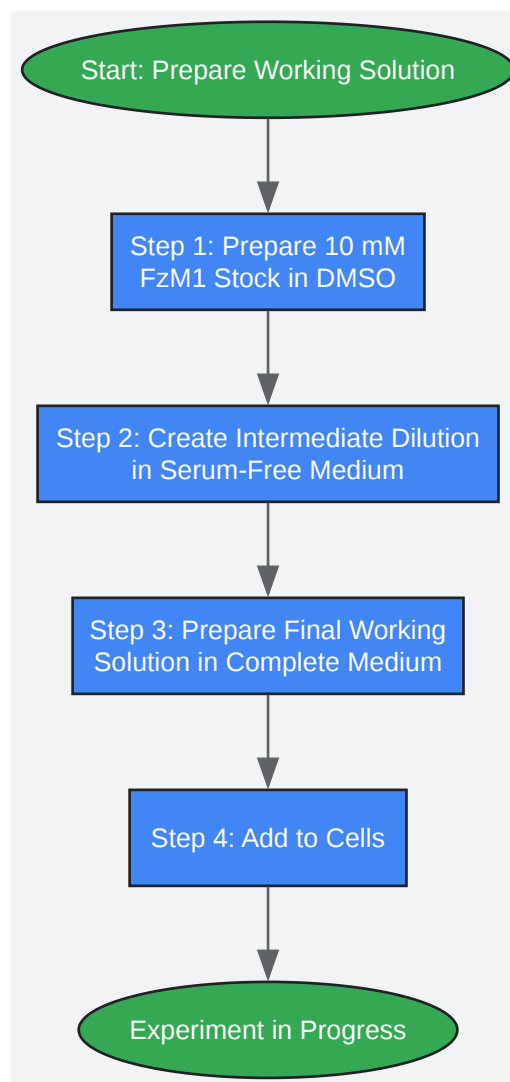 Start: Prepare Working Solution
Step 1: Prepare 10 mM
FzM1 Stock in DMSO
Step 2: Create Intermediate Dilution
in Serum-Free Medium
Step 3: Prepare Final Working
Solution in Complete Medium
Step 4: Add to Cells
Experiment in Progress